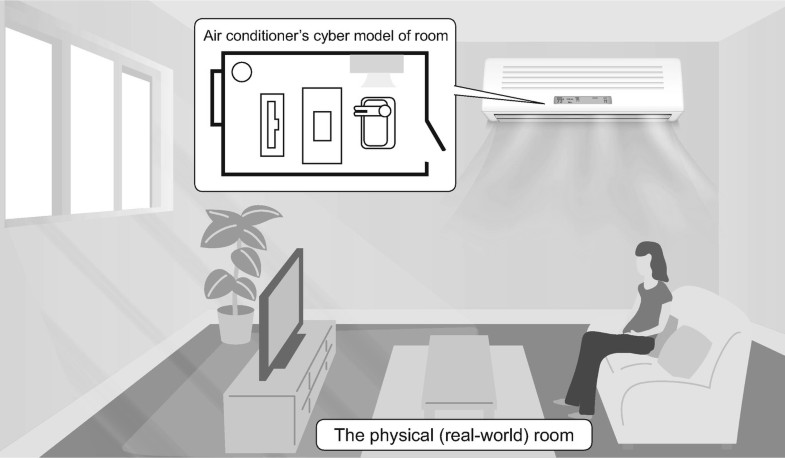 Air conditioner's cyber model of room
The physical (real-world) room